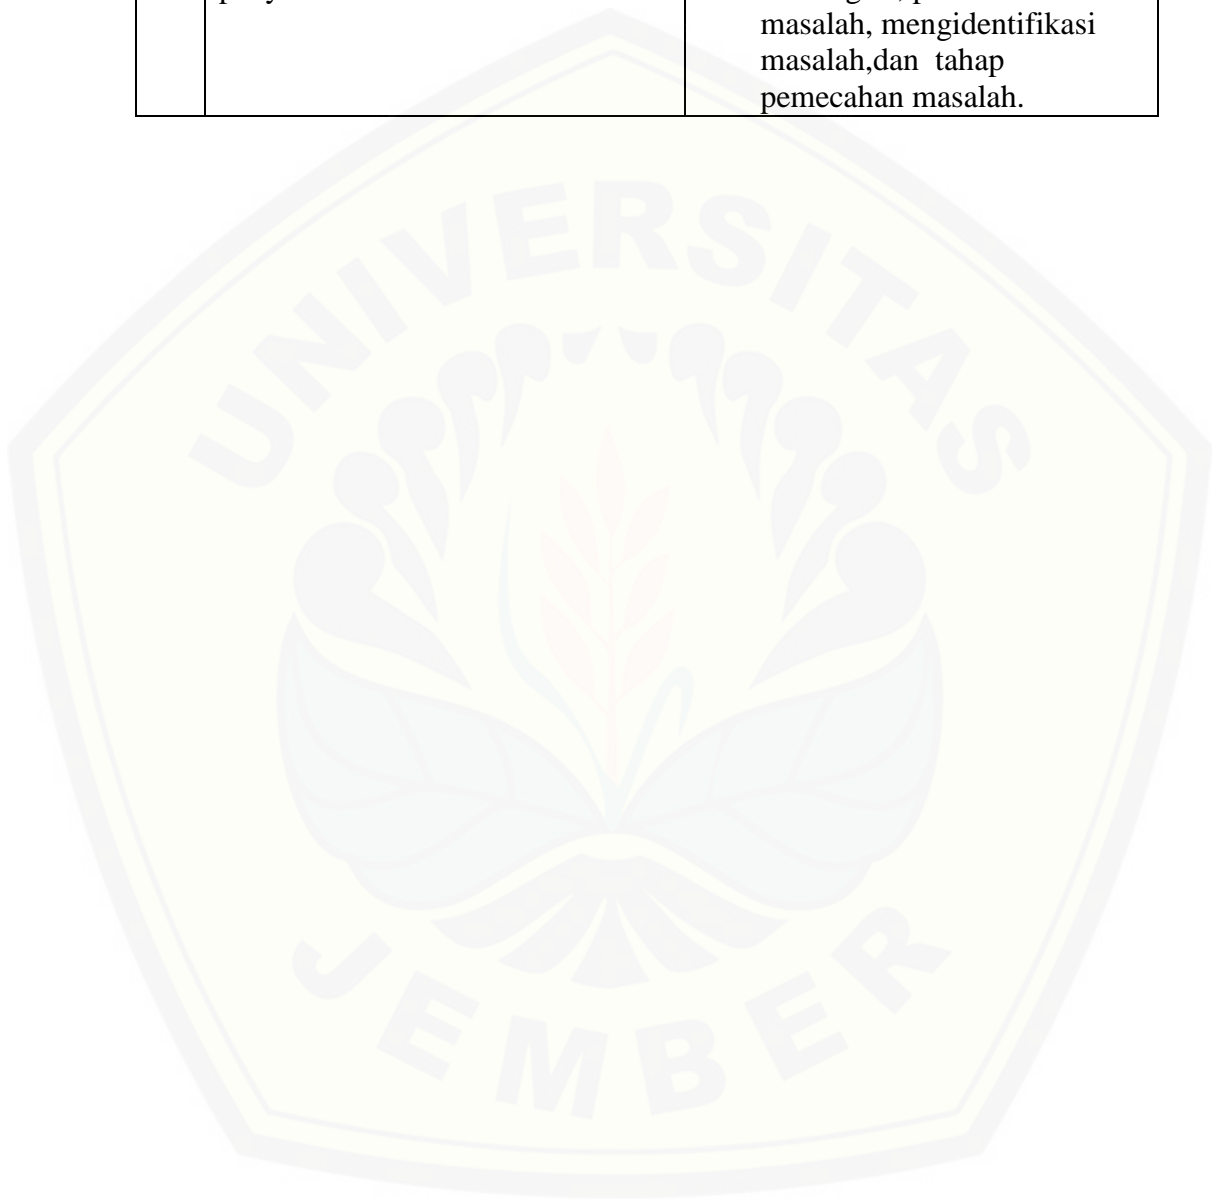 masalah, mengidentifikasi
masalah,dan tahap
pemecahan masalah.
UNIVERSITAS
JEMBER